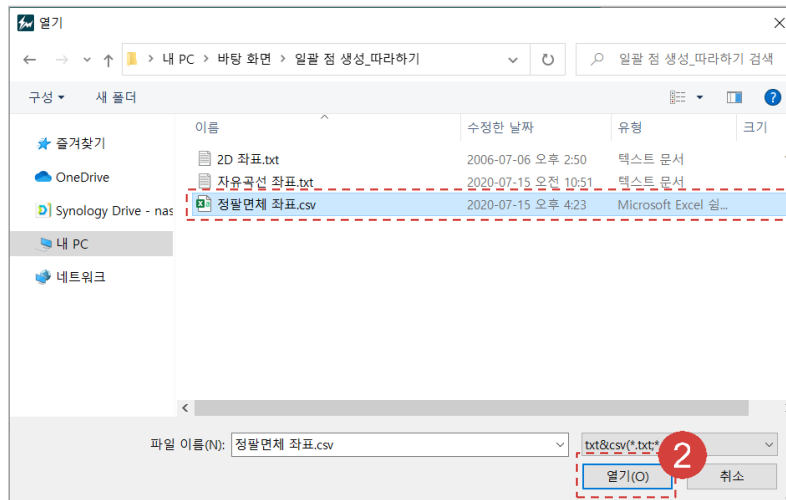 열기
내 PC > 바탕 화면 > 일괄 점 생성_따라하기
일괄 점 생성_따라하기 검색
구성
새 폴더
?
이름
수정한 날짜
유형
크기
즐겨찾기
OneDrive
Synology Drive - nas
내 PC
네트워크
2D 좌표.txt 2006-07-06 오후 2:50 텍스트 문서
자유곡선 좌표.txt 2020-07-15 오전 10:51 텍스트 문서
정팔면체 좌표.csv 2020-07-15 오후 4:23 Microsoft Excel 쉼...
파일 이름(N): 정팔면체 좌표.csv
txt&csv(*.txt;*
2
열기(O)
취소